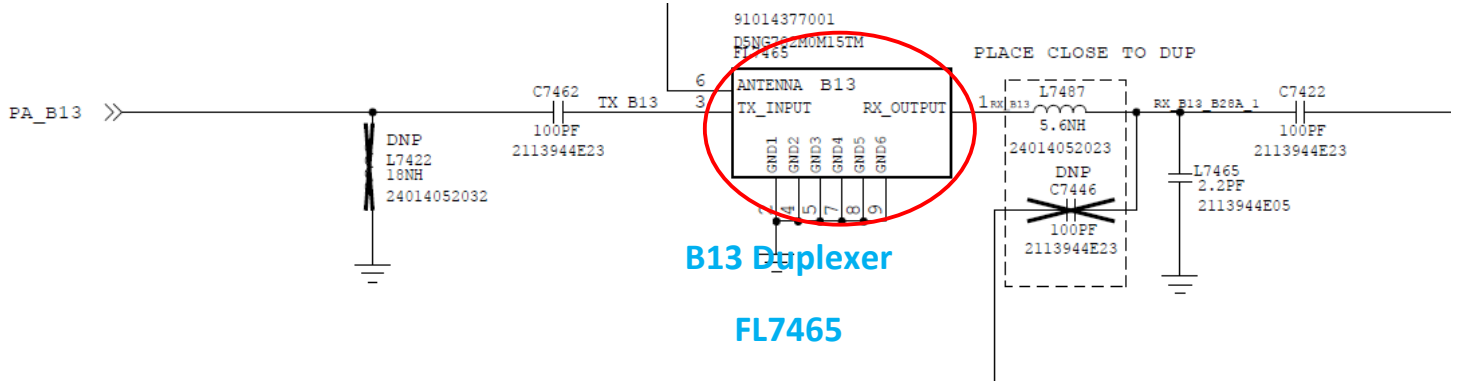 91014377001
D5NG782M0M15TM
FL7465
PLACE CLOSE TO DUP
6
ANTENNA B13
C7462
TX B13
3
TX_INPUT
RX_OUTPUT
1
RX_B13
L7487
RX_B13_B28A_1
C7422
PA_B13
100PF
5.6NH
100PF
2113944E23
24014052023
2113944E23
DNP
L7422
18NH
24014052032
GND1
GND2
GND3
GND4
GND5
GND6
DNP
C7446
L7465
2.2PF
2113944E05
2
4
5
7
8
9
100PF
2113944E23
B13 Duplexer
FL7465